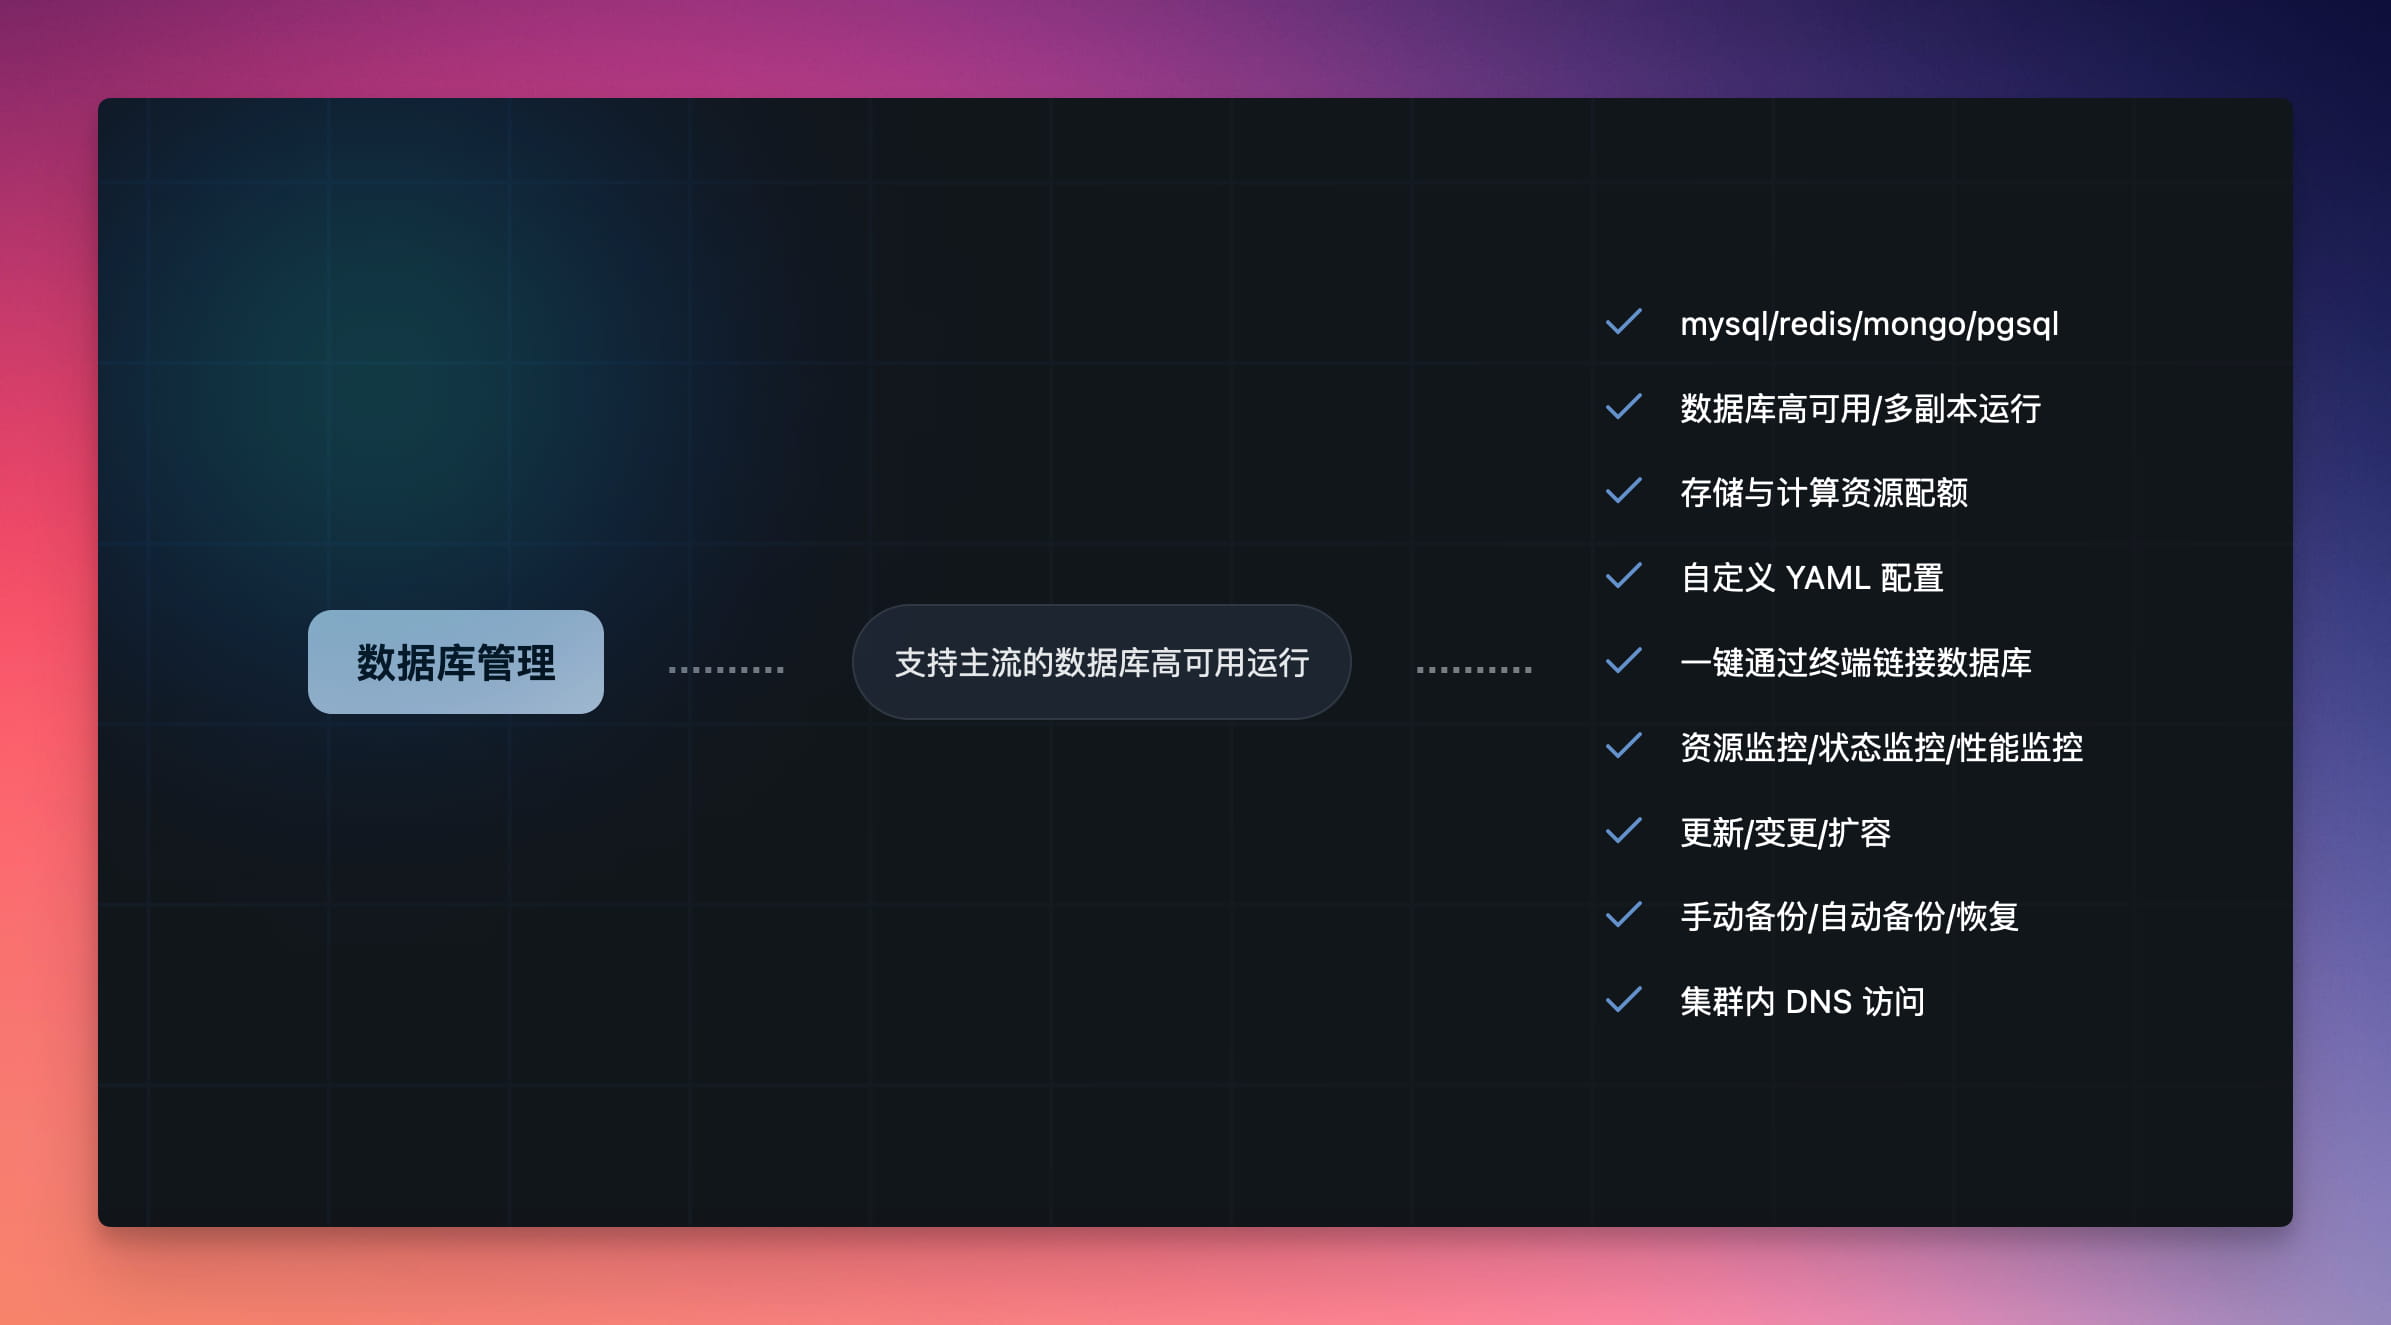 数据库管理
支持主流的数据库高可用运行
mysql/redis/mongo/pgsql
数据库高可用/多副本运行
存储与计算资源配额
自定义 YAML 配置
一键通过终端链接数据库
资源监控/状态监控/性能监控
更新/变更/扩容
手动备份/自动备份/恢复
集群内 DNS 访问